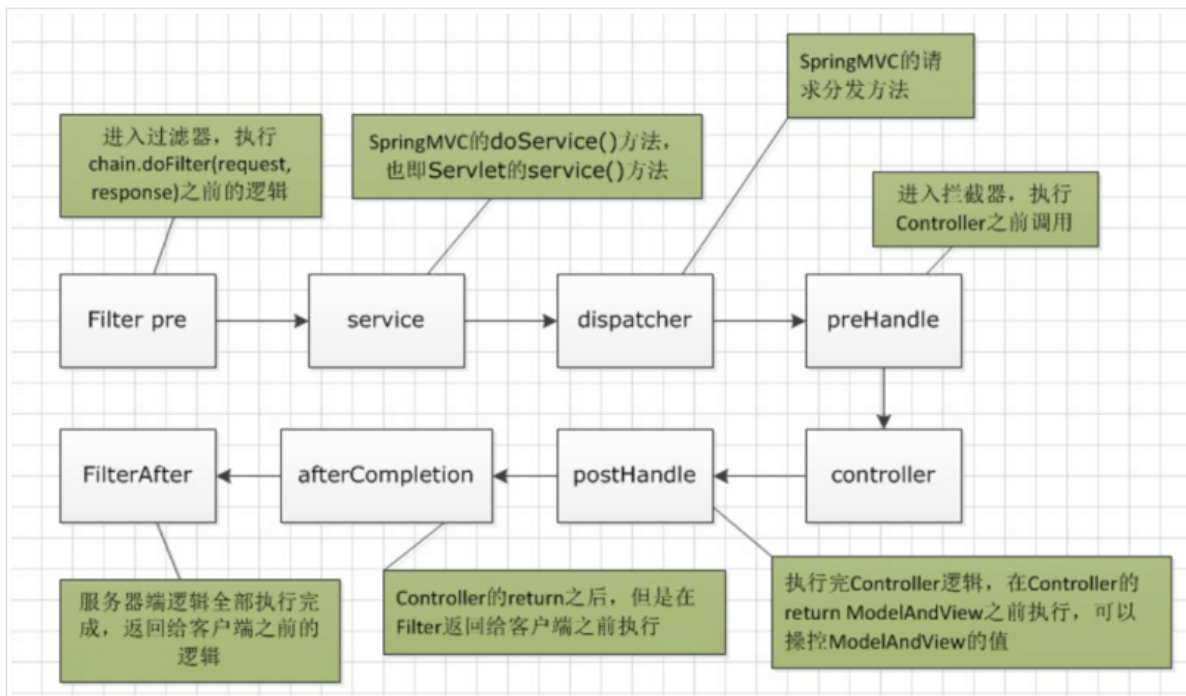 SpringMVC的请
求分发方法
进入过滤器，执行
chain.doFilter(request,
response)之前的逻辑
SpringMVC的doService()方法，
也即Servlet的service()方法
进入拦截器，执行
Controller之前调用
Filter pre
service
dispatcher
preHandle
FilterAfter
afterCompletion
postHandle
controller
服务器端逻辑全部执行完
成，返回给客户端之前的
逻辑
Controller的return之后，但是在
Filter返回给客户端之前执行
执行完Controller逻辑，在Controller的
return ModelAndView之前执行，可以
操控ModelAndView的值